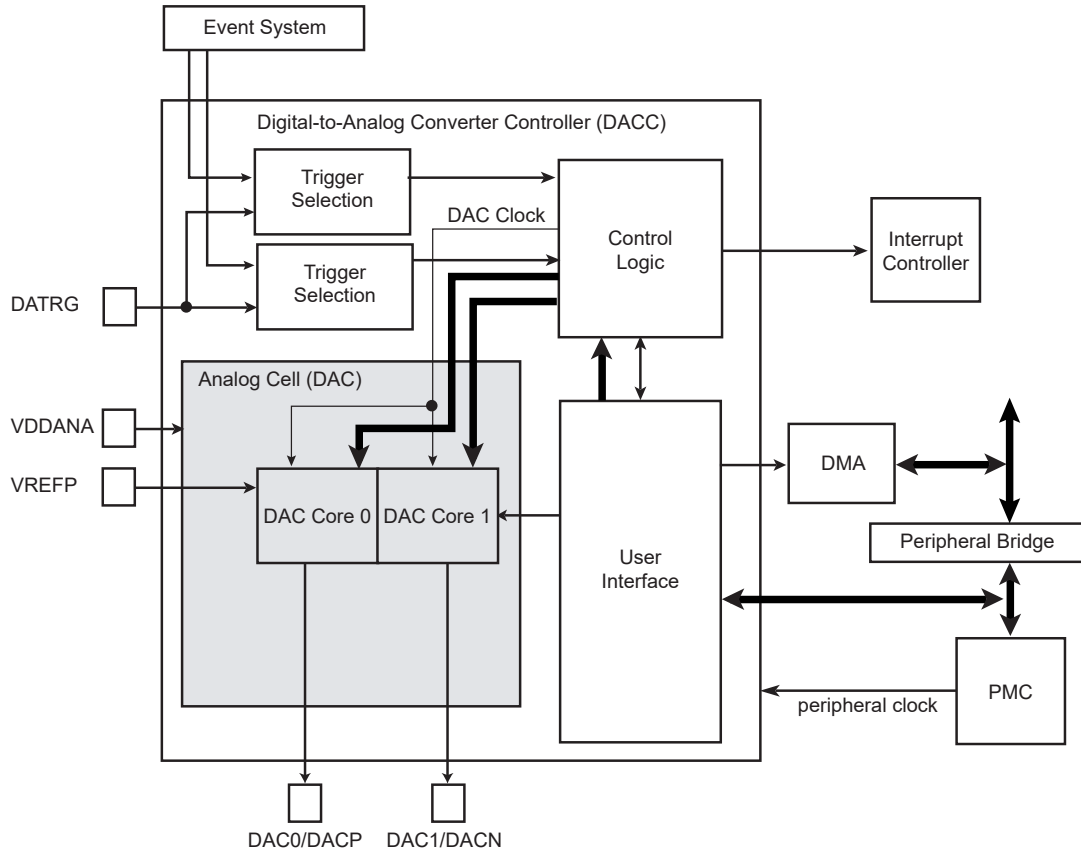 Event System
Digital-to-Analog Converter Controller (DACC)
Trigger
Selection
DAC Clock
Control
Logic
Interrupt
Controller
Trigger
Selection
DATRG
Analog Cell (DAC)
VDDANA
VREFP
DMA
DAC Core 0
DAC Core 1
Peripheral Bridge
User
Interface
PMC
peripheral clock
DAC0/DACP
DAC1/DACN